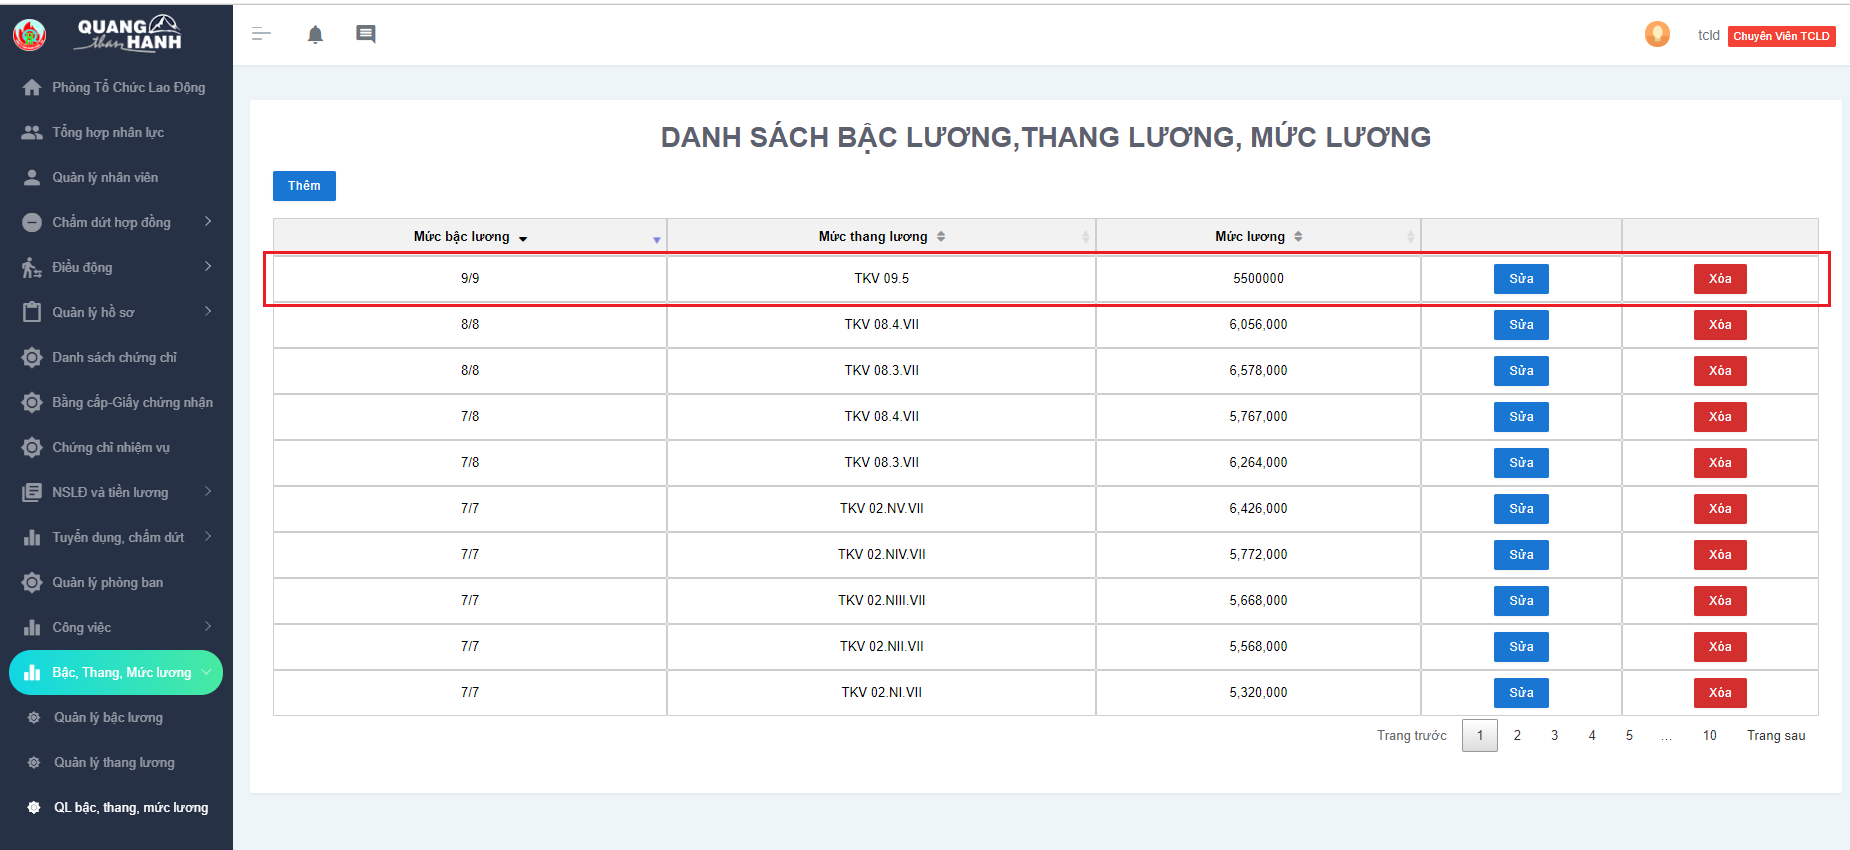 QUANG
than HANH
tcld Chuyên Viên TCLD
Phòng Tổ Chức Lao Động
Tổng hợp nhân lực
Quản lý nhân viên
Chấm dứt hợp đồng
Điều động
Quản lý hồ sơ
Danh sách chứng chỉ
Bằng cấp-Giấy chứng nhận
Chứng chỉ nhiệm vụ
NSLĐ và tiền lương
Tuyển dụng, chấm dứt
Quản lý phòng ban
Công việc
Bậc, Thang, Mức lương
Quản lý bậc lương
Quản lý thang lương
QL bậc, thang, mức lương
DANH SÁCH BẬC LƯƠNG,THANG LƯƠNG, MỨC LƯƠNG
Thêm
Mức bậc lương Mức thang lương Mức lương
9/9 TKV 09.5 5500000 Sửa Xóa
8/8 TKV 08.4.VII 6,056,000 Sửa Xóa
8/8 TKV 08.3.VII 6,578,000 Sửa Xóa
7/8 TKV 08.4.VII 5,767,000 Sửa Xóa
7/8 TKV 08.3.VII 6,264,000 Sửa Xóa
7/7 TKV 02.NV.VII 6,426,000 Sửa Xóa
7/7 TKV 02.NIV.VII 5,772,000 Sửa Xóa
7/7 TKV 02.NIII.VII 5,668,000 Sửa Xóa
7/7 TKV 02.NII.VII 5,568,000 Sửa Xóa
7/7 TKV 02.NI.VII 5,320,000 Sửa Xóa
Trang trước 1 2 3 4 5 … 10 Trang sau